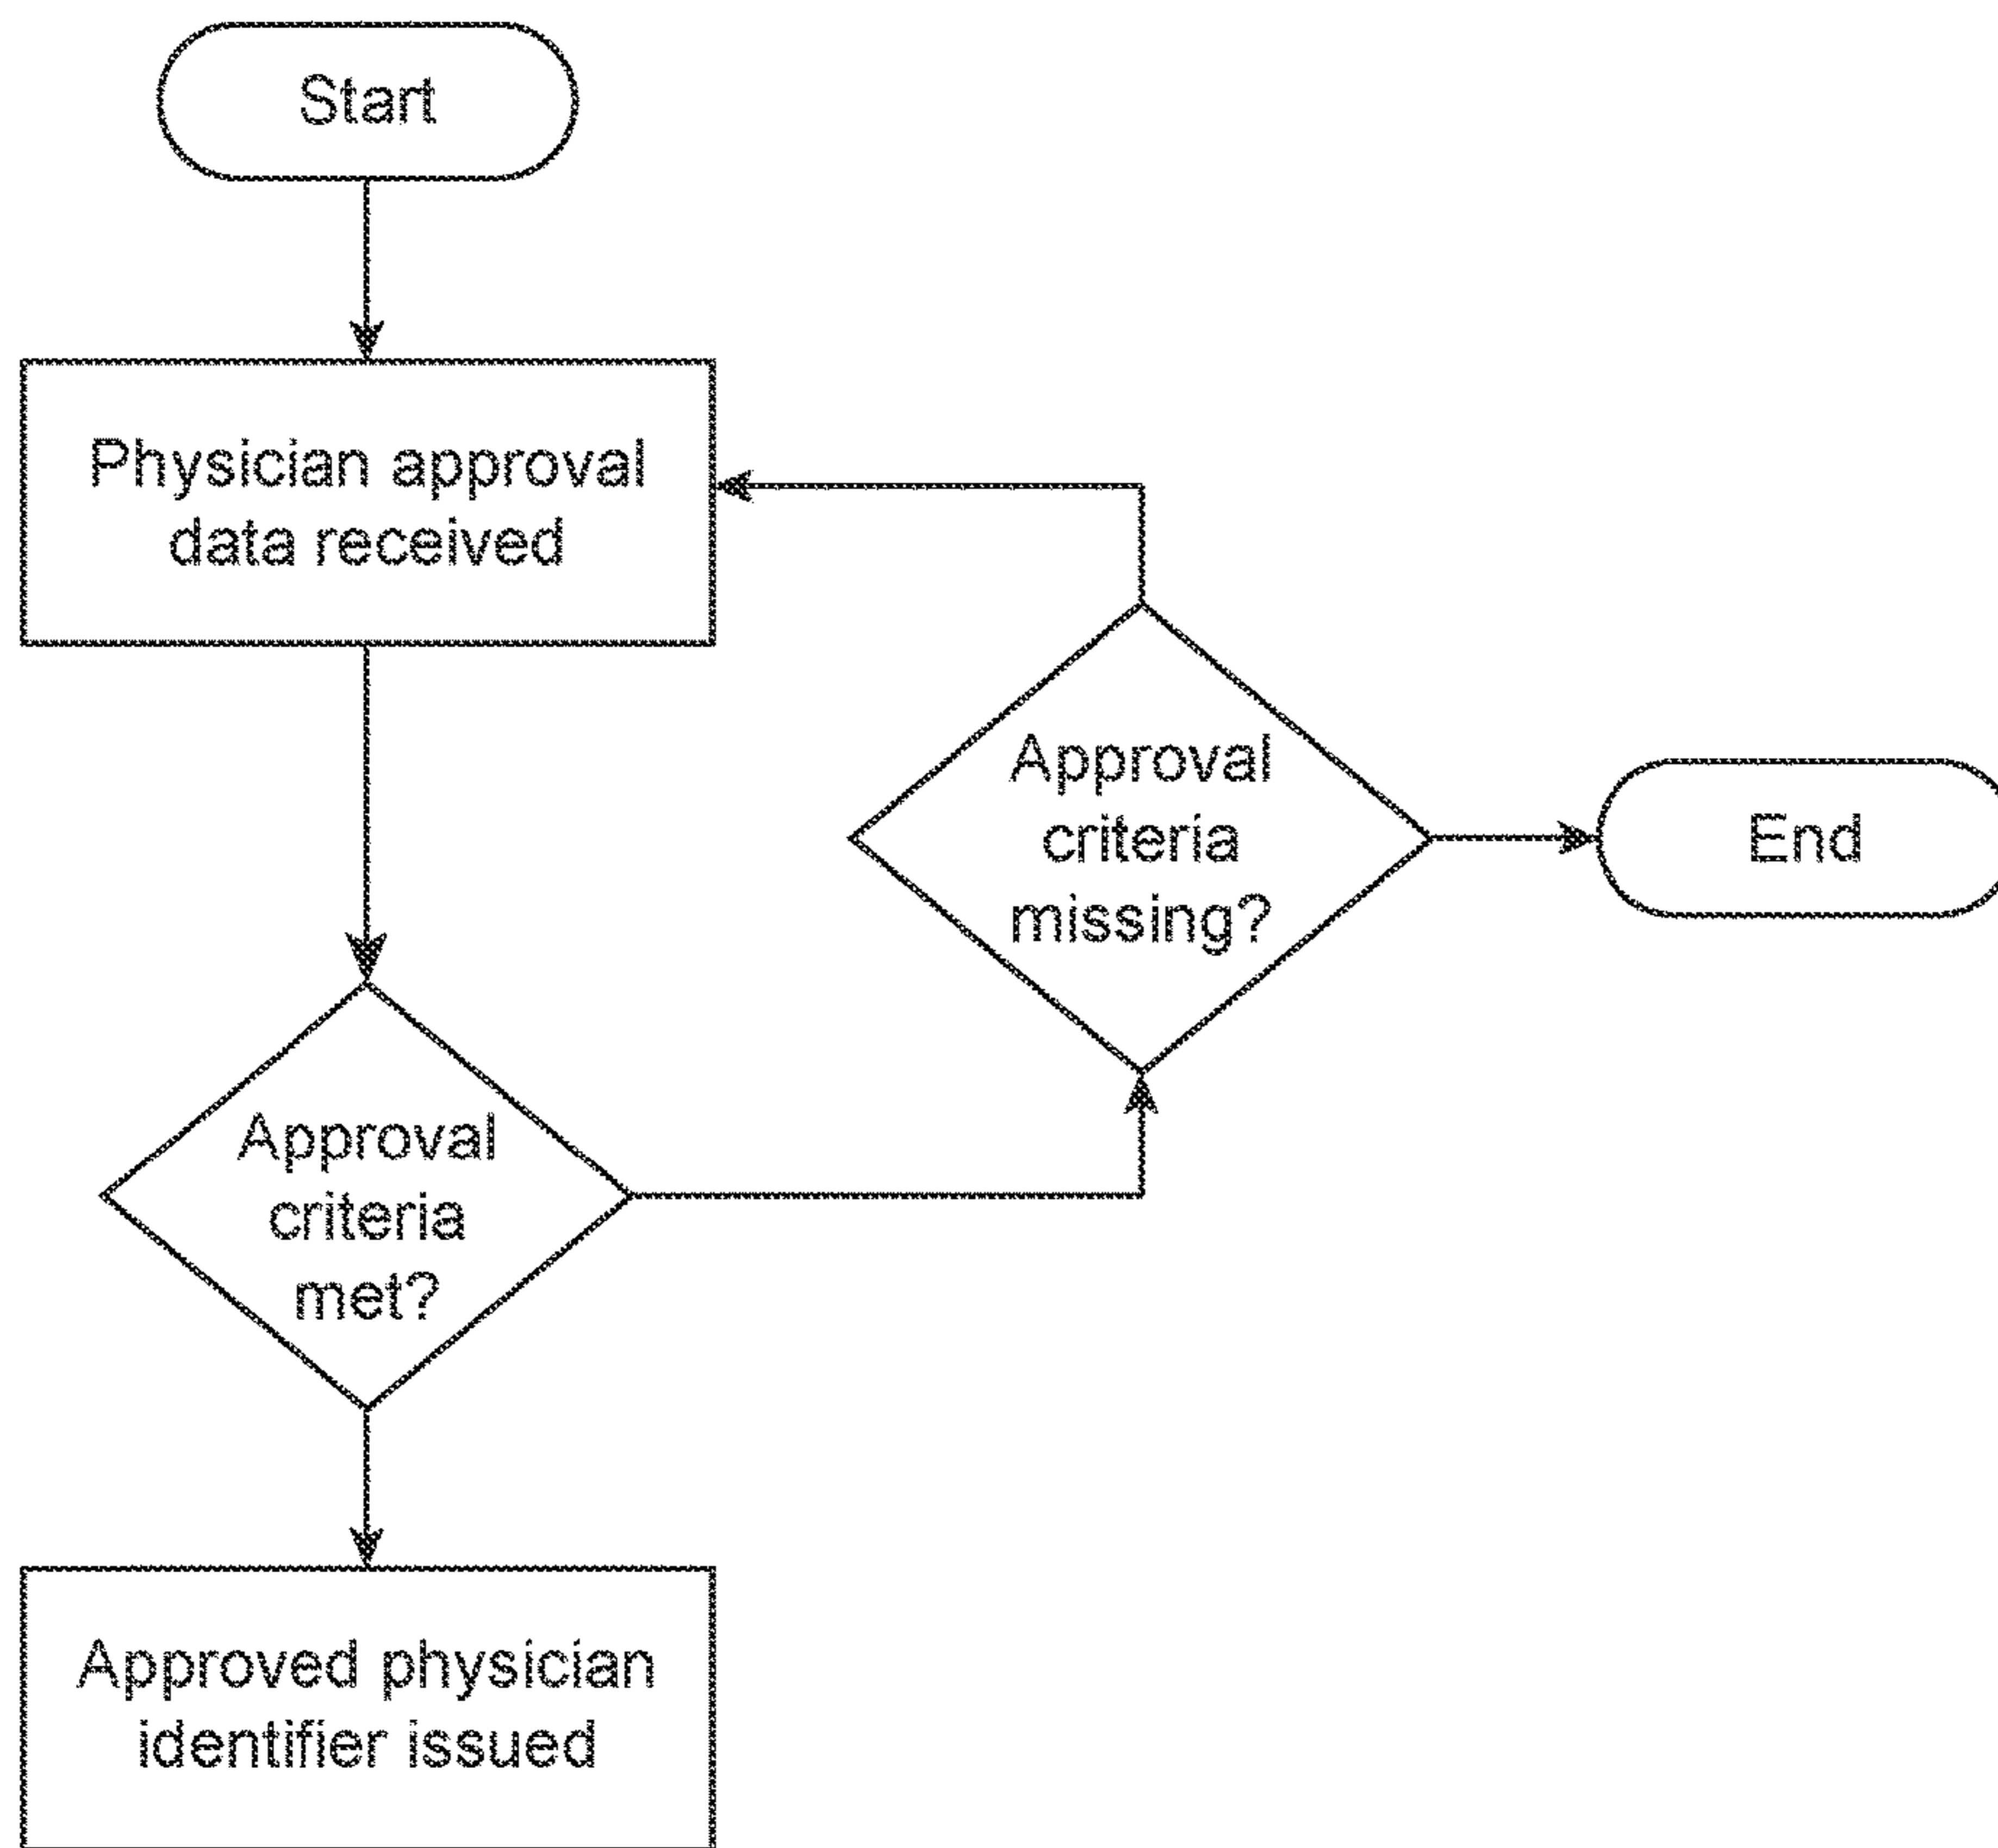 Start
Physician approval
data received
Approval
criteria
missing?
End
Approval
criteria
met?
Approved physician
identifier issued